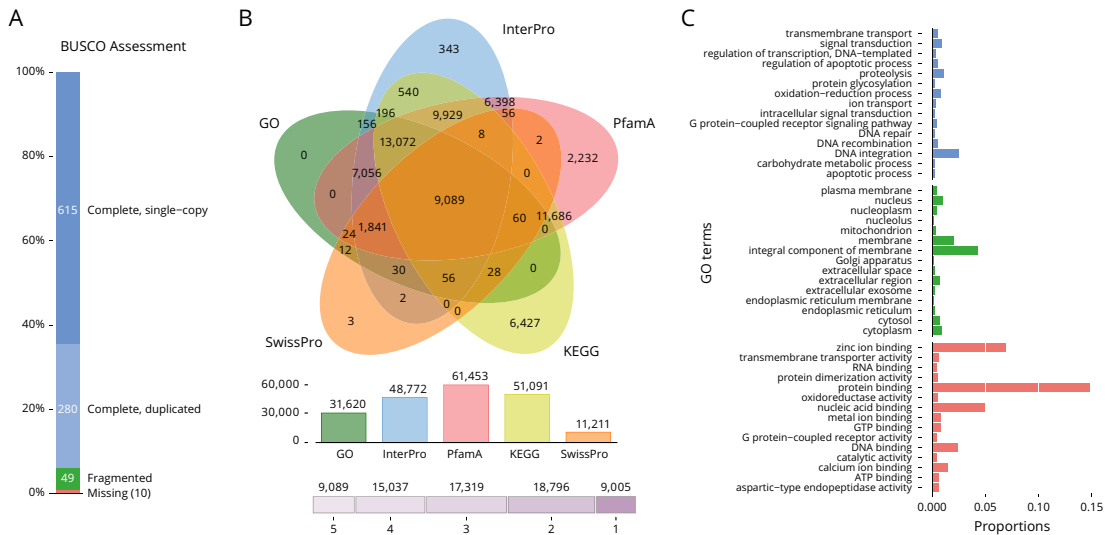 A
BUSCO Assessment
100%
80%
60%
40%
20%
0%
615
280
49
Complete, single−copy
Complete, duplicated
Fragmented
Missing (10)
B
InterPro
GO
PfamA
SwissPro
KEGG
343
540
6,398
196
9,929
56
156
8
2
13,072
0
2,232
7,056
0
0
9,089
60
11,686
24
1,841
0
12
30
56
28
0
2
0
0
3
6,427
60,000
30,000
0
31,620
48,772
61,453
51,091
11,211
GO
InterPro
PfamA
KEGG
SwissPro
9,089
15,037
17,319
18,796
9,005
5
4
3
2
1
C
GO terms
transmembrane transport
signal transduction
regulation of transcription, DNA−templated
regulation of apoptotic process
proteolysis
protein glycosylation
oxidation−reduction process
ion transport
intracellular signal transduction
G protein−coupled receptor signaling pathway
DNA repair
DNA recombination
DNA integration
carbohydrate metabolic process
apoptotic process
plasma membrane
nucleus
nucleoplasm
nucleolus
mitochondrion
membrane
integral component of membrane
Golgi apparatus
extracellular space
extracellular region
extracellular exosome
endoplasmic reticulum membrane
endoplasmic reticulum
cytosol
cytoplasm
zinc ion binding
transmembrane transporter activity
RNA binding
protein dimerization activity
protein binding
oxidoreductase activity
nucleic acid binding
metal ion binding
GTP binding
G protein−coupled receptor activity
DNA binding
catalytic activity
calcium ion binding
ATP binding
aspartic−type endopeptidase activity
0.000
0.05
0.10
0.15
Proportions